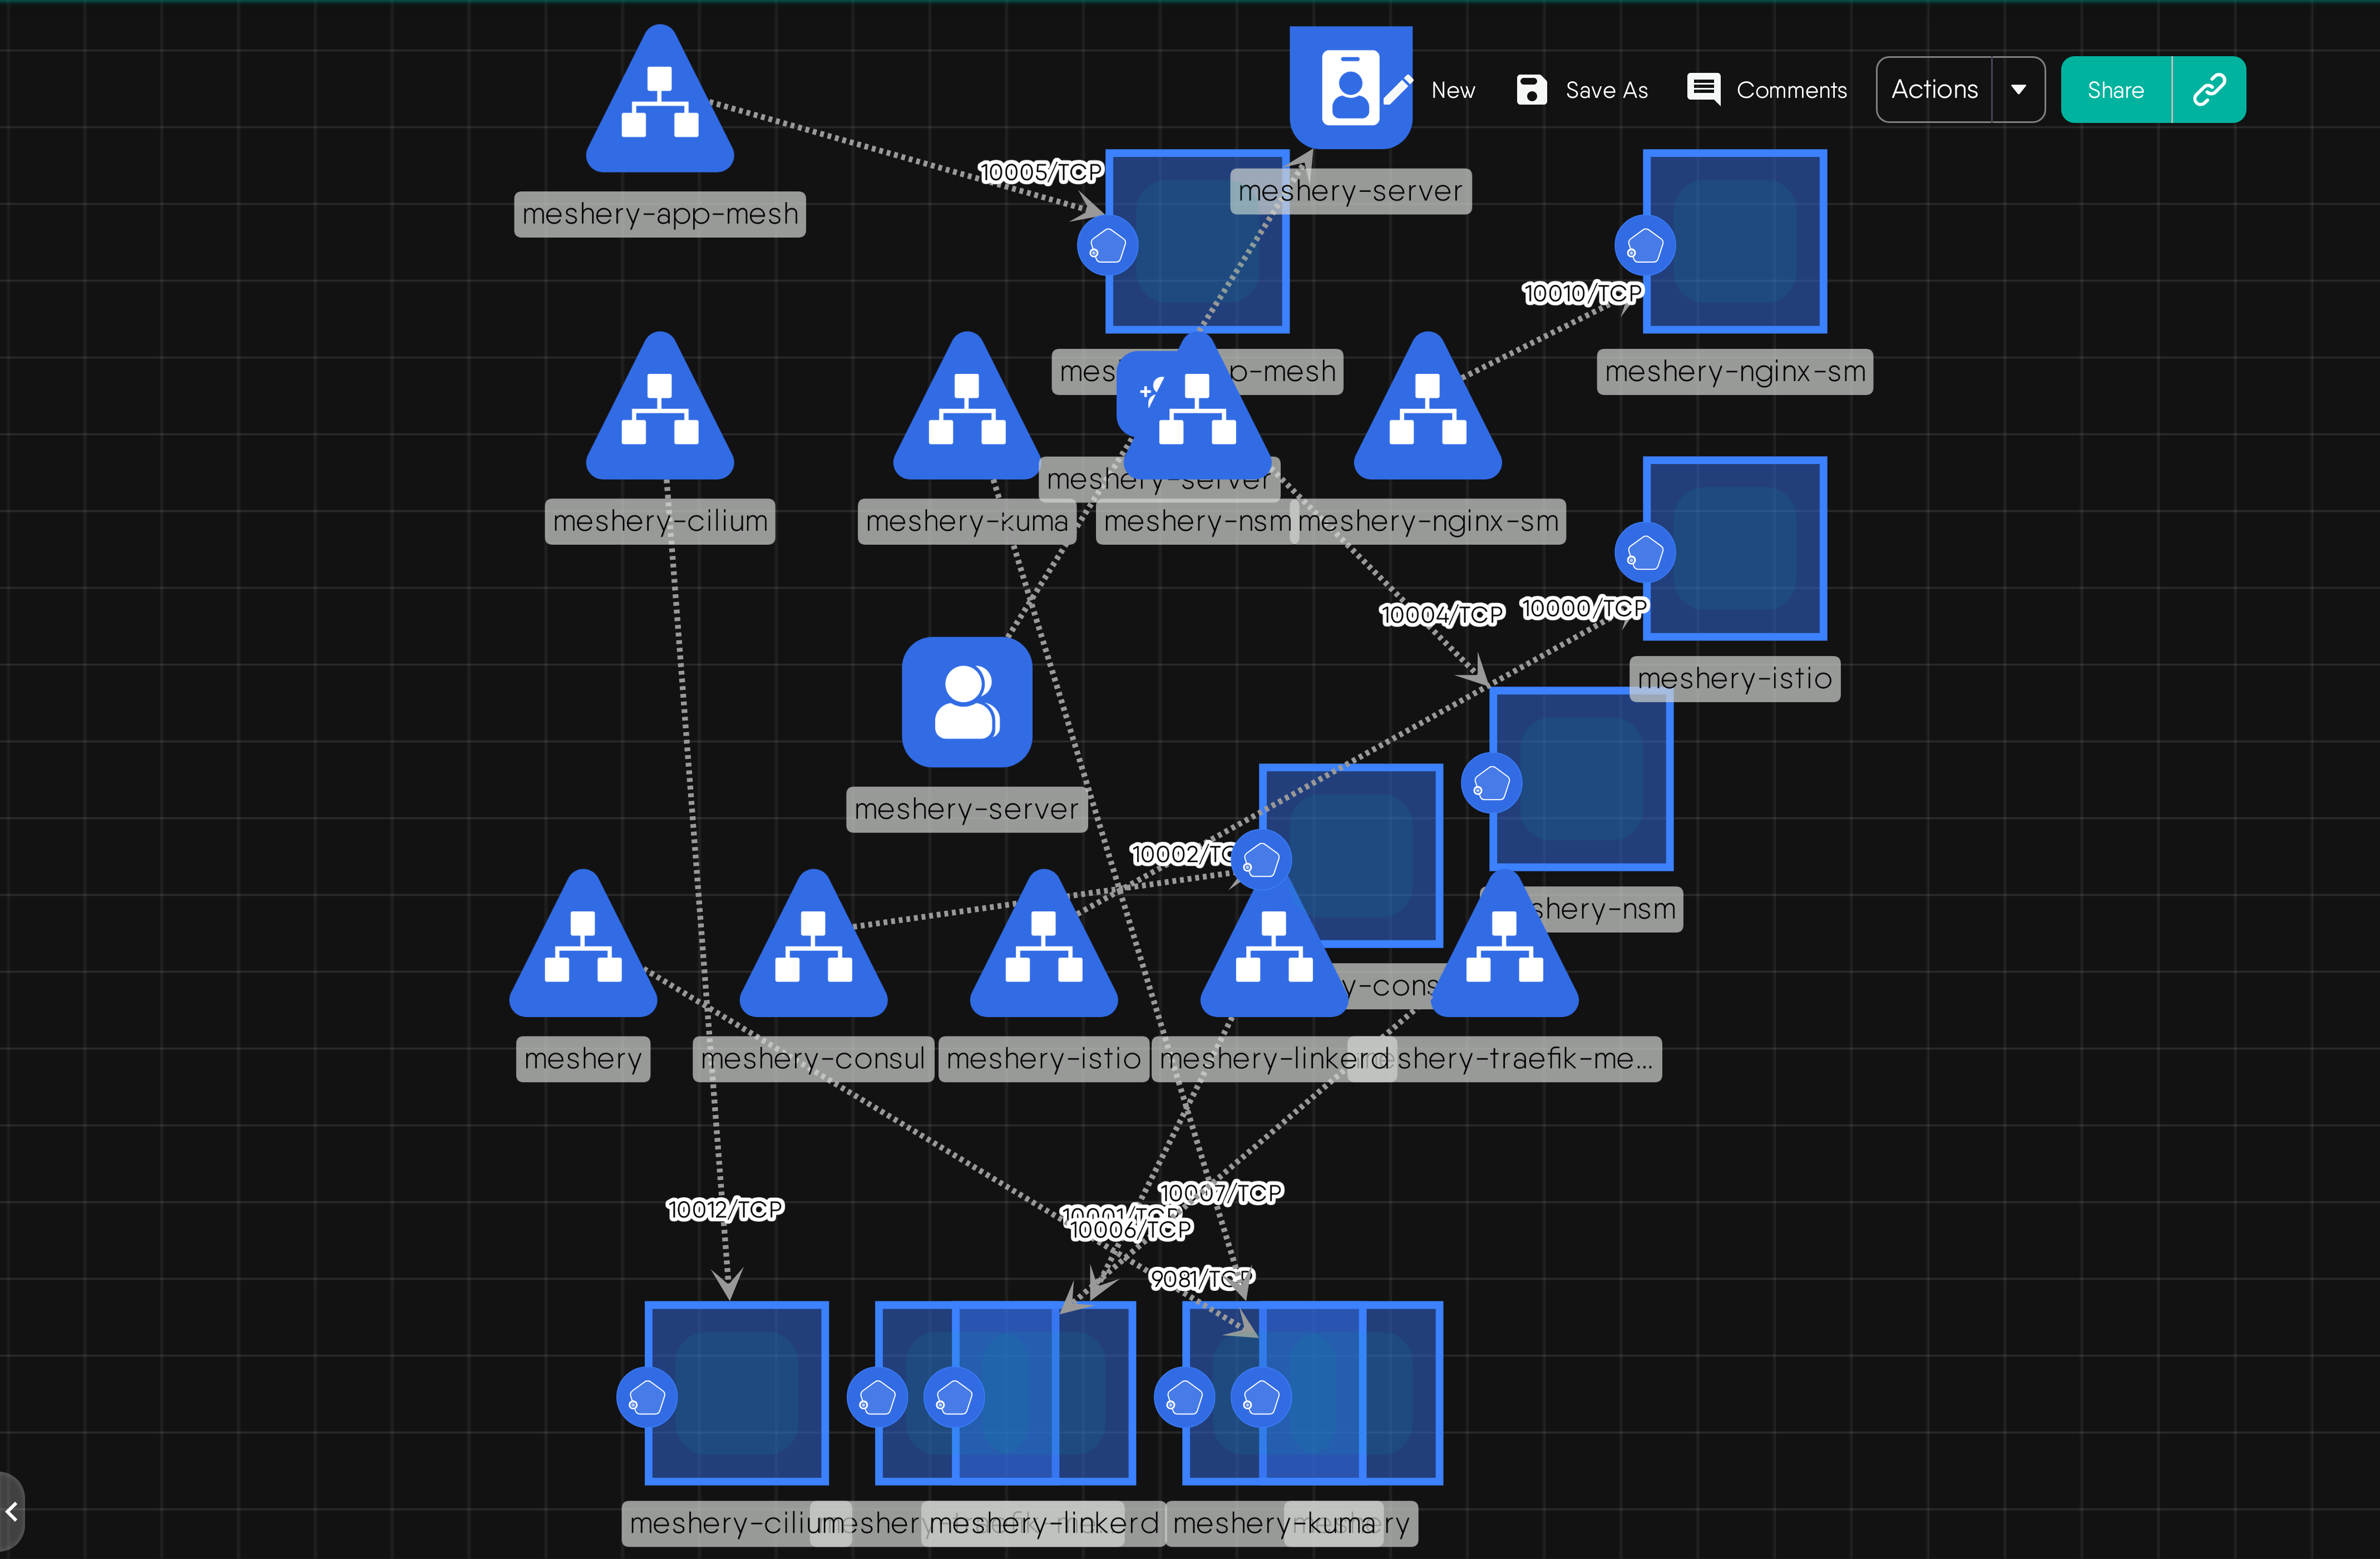 New
Save As
Comments
Actions
Share
10005/TCP
meshery-server
meshery-app-mesh
10010/TCP
p-mesh
meshery-nginx-sm
meshery-server
meshery-cilium
meshery-kuma
meshery-nsm
meshery-nginx-sm
10004/TCP
10000/TCP
meshery-istio
meshery-server
10002/TC
shery-nsm
y-cons
meshery
meshery-consul
meshery-istio
meshery-linkerd
shery-traefik-me...
10012/TCP
10007/TCP
10001/TCP
10006/TCP
9081/TCP
meshery-cilium
meshery-linkerd
meshery-kuma